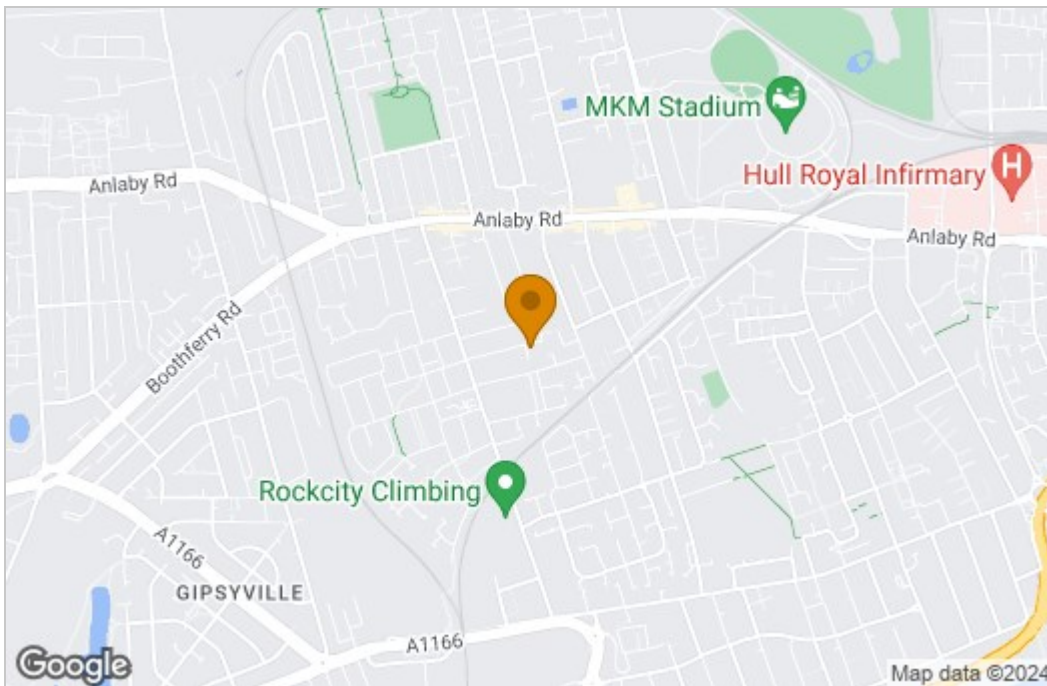 MKM Stadium
Hull Royal Infirmary
H
Anlaby Rd
Anlaby Rd
Anlaby Rd
Boothferry Rd
Rockcity Climbing
A1166
GIPSYVILLE
A1166
Google
Map data ©2024